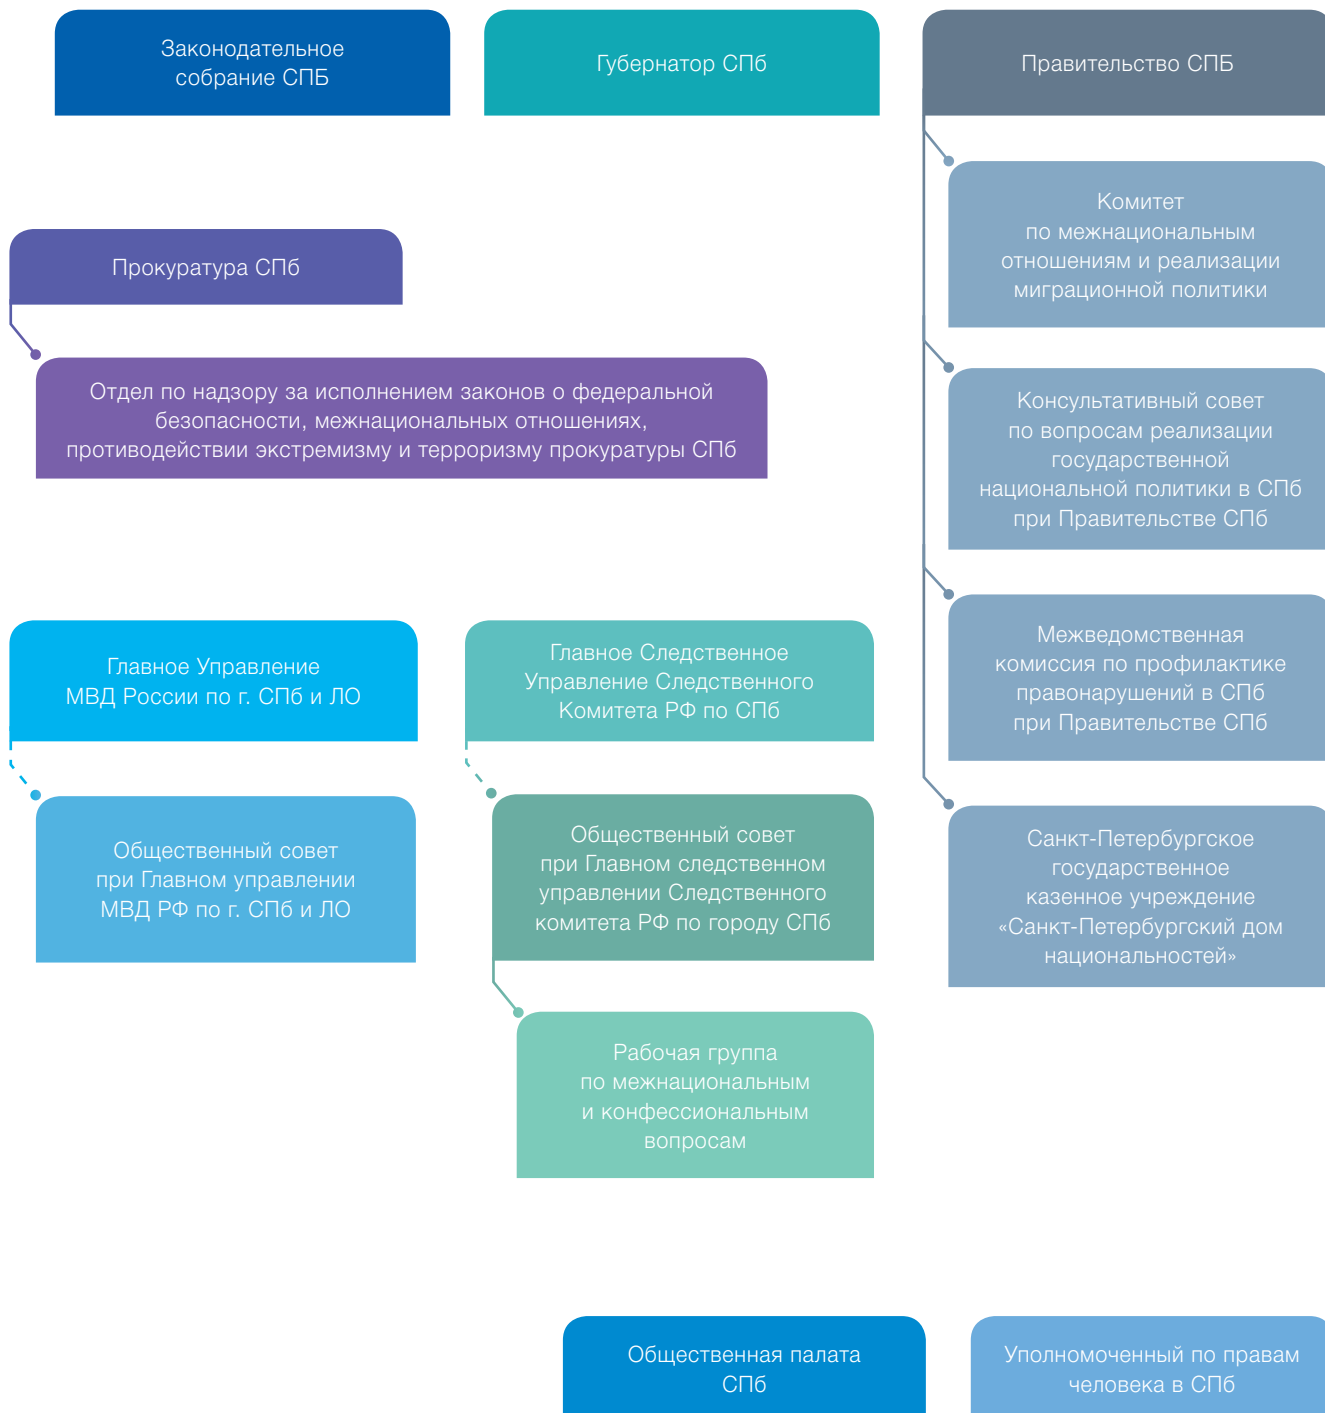 Законодательное
собрание СПБ
Губернатор СПб
Правительство СПБ
Комитет
по межнациональным
отношениям и реализации
миграционной политики
Прокуратура СПб
Отдел по надзору за исполнением законов о федеральной
безопасности, межнациональных отношениях,
противодействии экстремизму и терроризму прокуратуры СПб
Консультативный совет
по вопросам реализации
государственной
национальной политики в СПб
при Правительстве СПб
Межведомственная
комиссия по профилактике
правонарушений в СПб
при Правительстве СПб
Главное Управление
МВД России по г. СПб и ЛО
Главное Следственное
Управление Следственного
Комитета РФ по СПб
Общественный совет
при Главном управлении
МВД РФ по г. СПб и ЛО
Общественный совет
при Главном следственном
управлении Следственного
комитета РФ по городу СПб
Санкт-Петербургское
государственное
казенное учреждение
«Санкт-Петербургский дом
национальностей»
Рабочая группа
по межнациональным
и конфессиональным
вопросам
Общественная палата
СПб
Уполномоченный по правам
человека в СПб